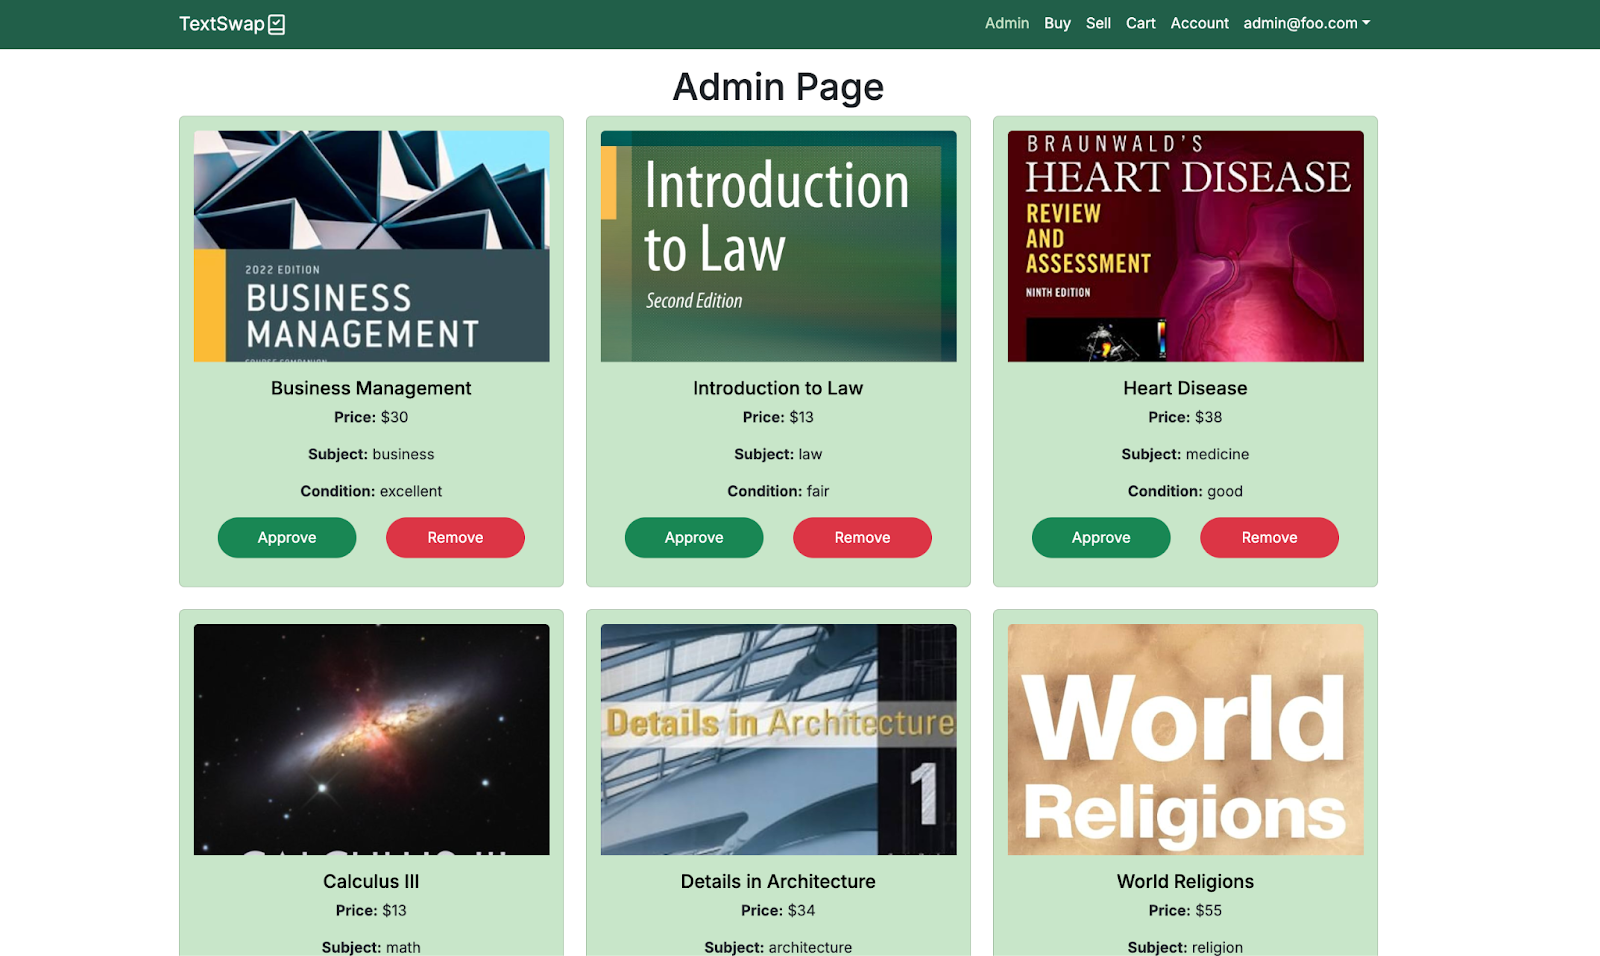 TextSwap
Admin Buy Sell Cart Account admin@foo.com
Admin Page
2022 EDITION
BUSINESS
MANAGEMENT
COURSE COMPANION
Business Management
Price: $30
Subject: business
Condition: excellent
Approve Remove
Introduction
to Law
Second Edition
Introduction to Law
Price: $13
Subject: law
Condition: fair
Approve Remove
BRAUNWALD'S
HEART DISEASE
REVIEW
AND
ASSESSMENT
NINTH EDITION
Heart Disease
Price: $38
Subject: medicine
Condition: good
Approve Remove
CALCULUS III
Calculus III
Price: $13
Subject: math
Details in Architecture
1
Details in Architecture
Price: $34
Subject: architecture
World
Religions
World Religions
Price: $55
Subject: religion